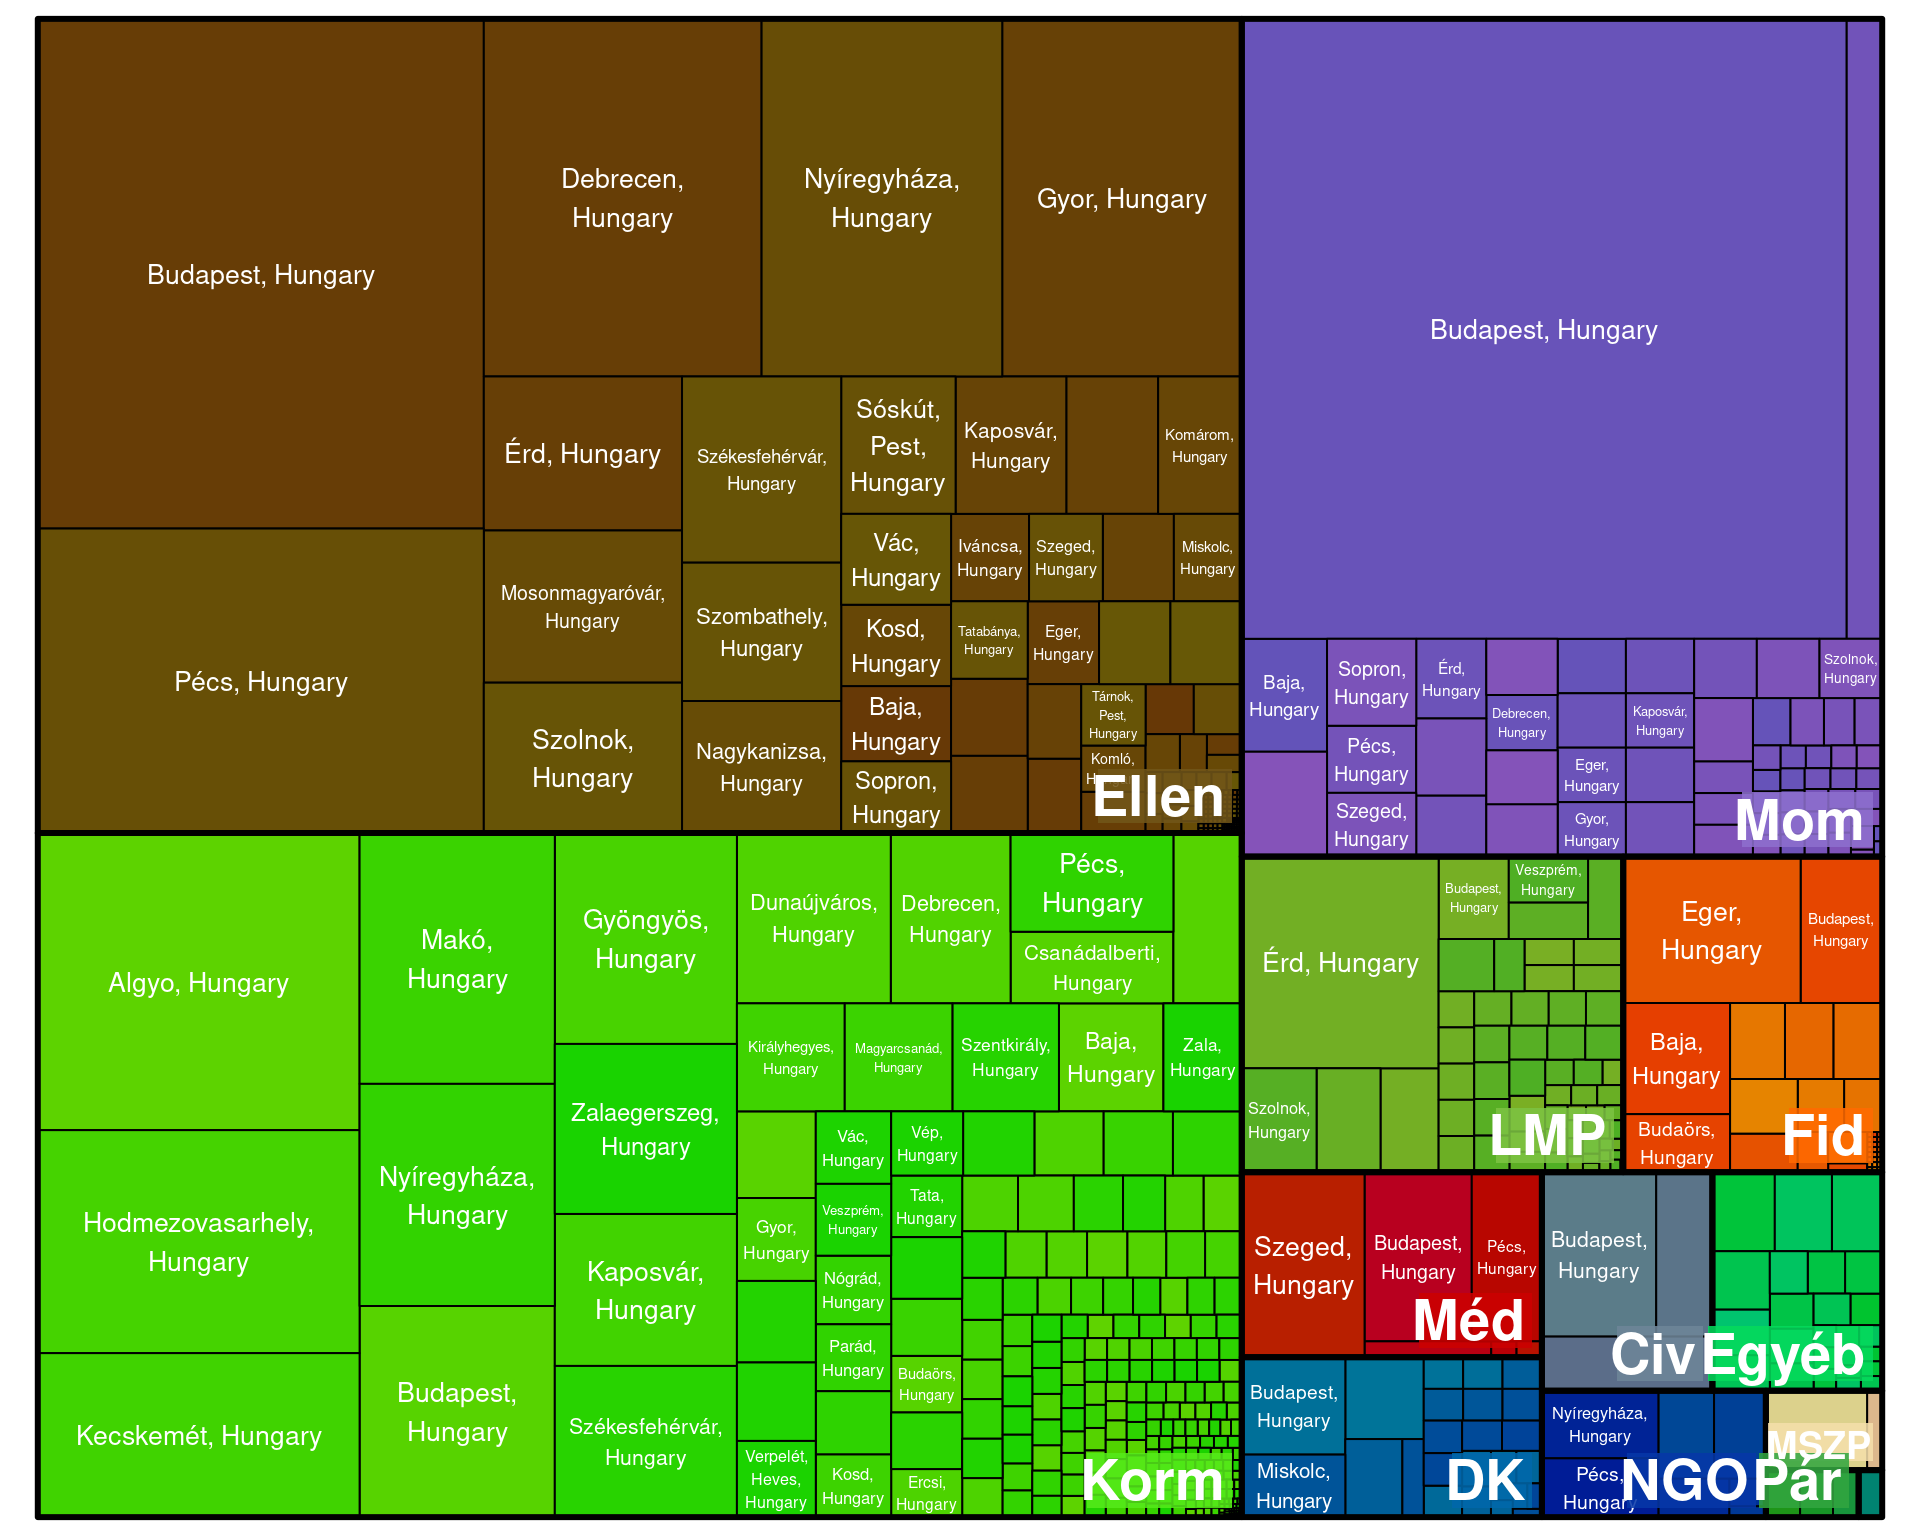 Budapest, Hungary
Pécs, Hungary
Debrecen,
Hungary
Nyíregyháza,
Hungary
Gyor, Hungary
Érd, Hungary
Mosonmagyaróvár,
Hungary
Szolnok,
Hungary
Székesfehérvár,
Hungary
Szombathely,
Hungary
Nagykanizsa,
Hungary
Sóskút,
Pest,
Hungary
Kaposvár,
Hungary
Komárom,
Hungary
Vác,
Hungary
Kosd,
Hungary
Baja,
Hungary
Sopron,
Hungary
Iváncsa,
Hungary
Szeged,
Hungary
Miskolc,
Hungary
Tatabánya,
Hungary
Eger,
Hungary
Tárnok,
Pest,
Hungary
Komló,
Ellen
Budapest, Hungary
Baja,
Hungary
Sopron,
Hungary
Pécs,
Hungary
Szeged,
Hungary
Érd,
Hungary
Debrecen,
Hungary
Eger,
Hungary
Gyor,
Hungary
Kaposvár,
Hungary
Szolnok,
Hungary
Mom
Algyo, Hungary
Hodmezovasarhely,
Hungary
Kecskemét, Hungary
Makó,
Hungary
Nyíregyháza,
Hungary
Budapest,
Hungary
Gyöngyös,
Hungary
Zalaegerszeg,
Hungary
Kaposvár,
Hungary
Székesfehérvár,
Hungary
Dunaújváros,
Hungary
Debrecen,
Hungary
Pécs,
Hungary
Csanádalberti,
Hungary
Királyhegyes,
Hungary
Magyarcsanád,
Hungary
Szentkirály,
Hungary
Baja,
Hungary
Zala,
Hungary
Vác,
Hungary
Vép,
Hungary
Veszprém,
Hungary
Tata,
Hungary
Gyor,
Hungary
Nógrád,
Hungary
Parád,
Hungary
Budaörs,
Hungary
Verpelét,
Heves,
Hungary
Kosd,
Hungary
Ercsi,
Hungary
Korm
Érd, Hungary
Szolnok,
Hungary
Budapest,
Hungary
Veszprém,
Hungary
LMP
Eger,
Hungary
Budapest,
Hungary
Baja,
Hungary
Budaörs,
Hungary
Fid
Szeged,
Hungary
Budapest,
Hungary
Pécs,
Hungary
Méd
Budapest,
Hungary
Civ
Egyéb
Budapest,
Hungary
Miskolc,
Hungary
DK
Nyíregyháza,
Hungary
Pécs,
Hungary
NGO
MSZP
Pár